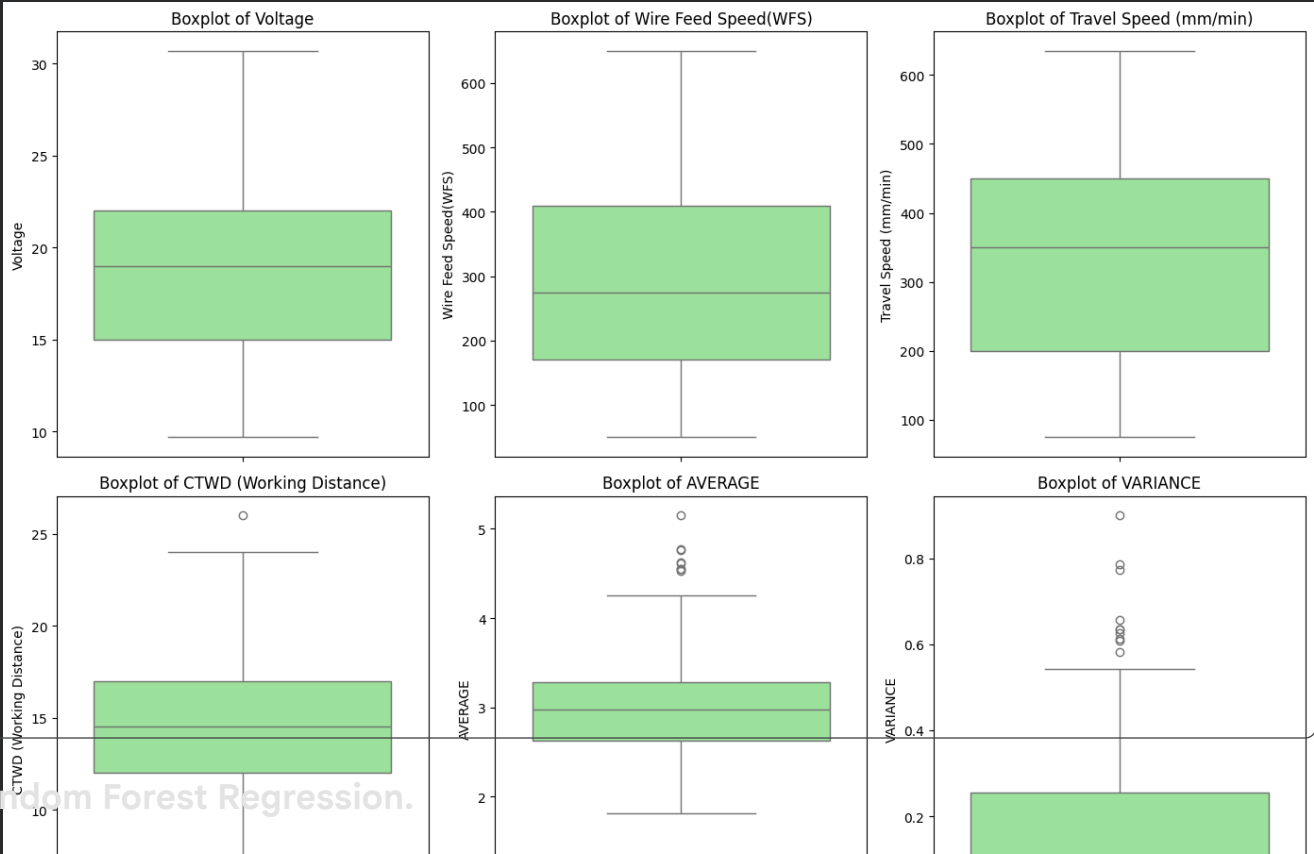 Boxplot of Voltage
Boxplot of Wire Feed Speed(WFS)
Boxplot of Travel Speed (mm/min)
30
25
20
15
10
Voltage
600
500
400
300
200
100
Wire Feed Speed(WFS)
600
500
400
300
200
100
Travel Speed (mm/min)
Boxplot of CTWD (Working Distance)
Boxplot of AVERAGE
Boxplot of VARIANCE
25
20
15
10
CTWD (Working Distance)
5
4
3
2
AVERAGE
0.8
0.6
0.4
0.2
VARIANCE
ndom Forest Regression.